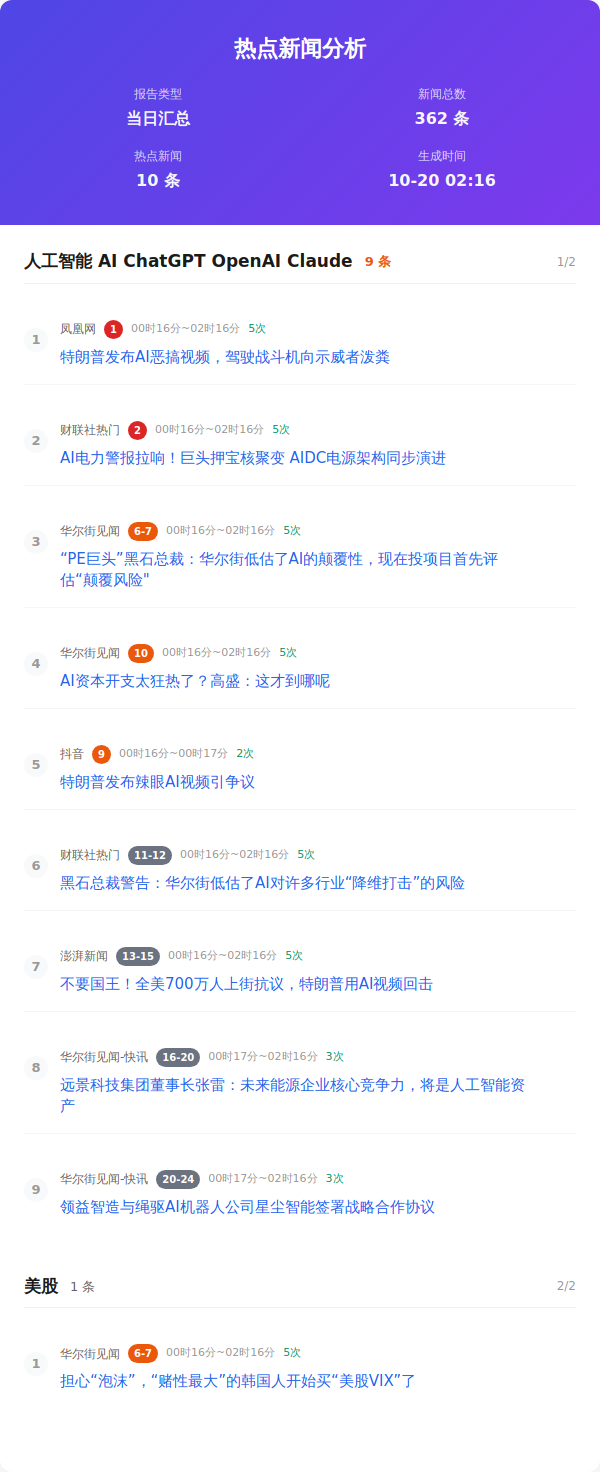 热点新闻分析
报告类型
新闻总数
当日汇总
362 条
热点新闻
生成时间
10 条
10-20 02:16
人工智能 AI ChatGPT OpenAI Claude 9 条 1/2
1
凤凰网 1 00时16分~02时16分 5次
特朗普发布AI恶搞视频，驾驶战斗机向示威者泼粪
2
财联社热门 2 00时16分~02时16分 5次
AI电力警报拉响！巨头押宝核聚变 AIDC电源架构同步演进
3
华尔街见闻 6-7 00时16分~02时16分 5次
“PE巨头”黑石总裁：华尔街低估了AI的颠覆性，现在投项目首先评
估“颠覆风险"
4
华尔街见闻 10 00时16分~02时16分 5次
AI资本开支太狂热了？高盛：这才到哪呢
5
抖音 9 00时16分~00时17分 2次
特朗普发布辣眼AI视频引争议
6
财联社热门 11-12 00时16分~02时16分 5次
黑石总裁警告：华尔街低估了AI对许多行业“降维打击”的风险
7
澎湃新闻 13-15 00时16分~02时16分 5次
不要国王！全美700万人上街抗议，特朗普用AI视频回击
8
华尔街见闻-快讯 16-20 00时17分~02时16分 3次
远景科技集团董事长张雷：未来能源企业核心竞争力，将是人工智能资
产
9
华尔街见闻-快讯 20-24 00时17分~02时16分 3次
领益智造与绳驱AI机器人公司星尘智能签署战略合作协议
美股 1 条 2/2
1
华尔街见闻 6-7 00时16分~02时16分 5次
担心“泡沫”，“赌性最大”的韩国人开始买“美股VIX”了